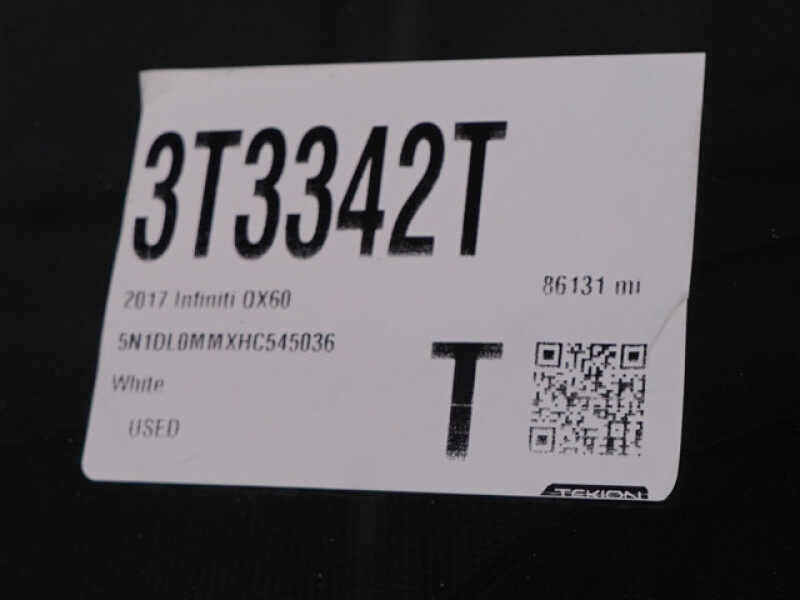 3T3342T
86131 mi
2017 Infiniti QX60
5N1DL0MMXHC545036
White
USED
T
TEKION